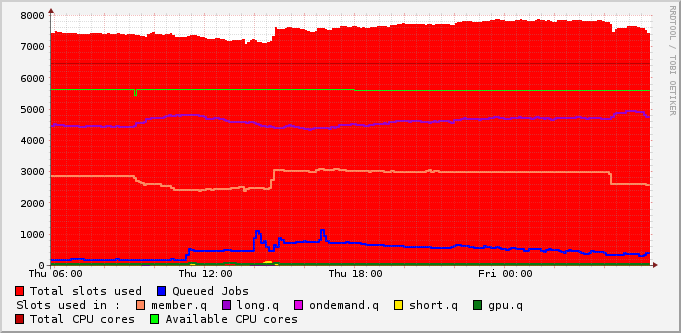 8000
7000
6000
5000
4000
3000
2000
1000
0
Thu 06:00 Thu 12:00 Thu 18:00 Fri 00:00
Total slots used Queued Jobs
Slots used in : member.q long.q ondemand.q short.q gpu.q
Total CPU cores Available CPU cores
RRDTOOL / TOBI OETIKER